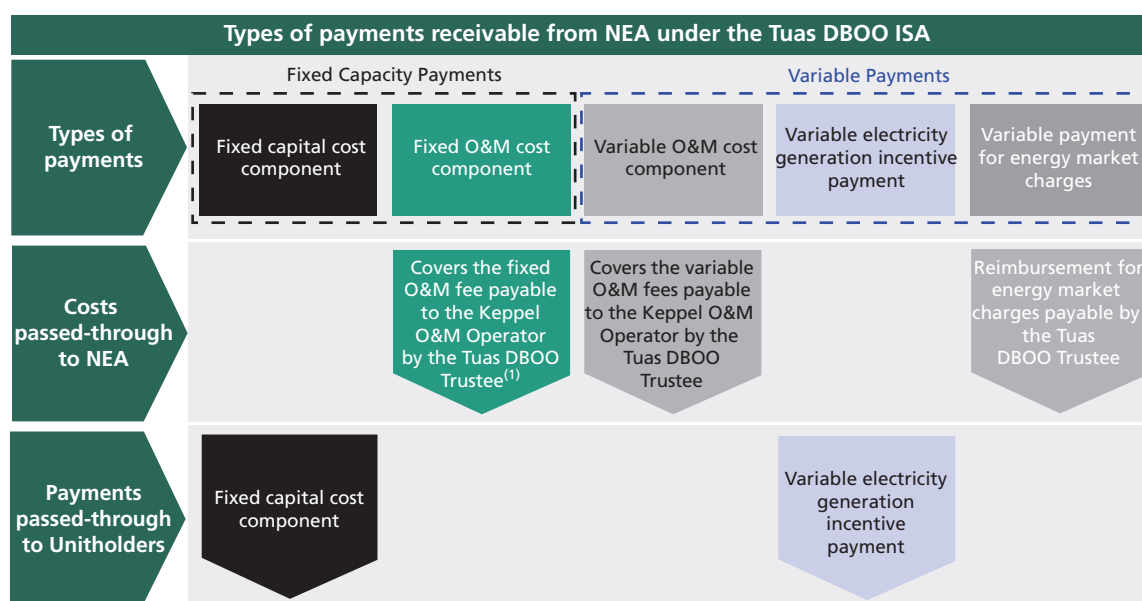 Types of payments receivable from NEA under the Tuas DBOO ISA
Fixed Capacity Payments
Variable Payments
Types of
payments
Fixed capital cost
component
Fixed O&M cost
component
Variable O&M cost
component
Variable electricity
generation incentive
payment
Variable payment
for energy market
charges
Costs
passed-through
to NEA
Covers the fixed
O&M fee payable
to the Keppel
O&M Operator
by the Tuas DBOO
Trustee(1)
Covers the variable
O&M fees payable
to the Keppel O&M
Operator by the
Tuas DBOO
Trustee
Reimbursement for
energy market
charges payable by
the Tuas
DBOO Trustee
Payments
passed-through
to Unitholders
Fixed capital cost
component
Variable electricity
generation
incentive
payment